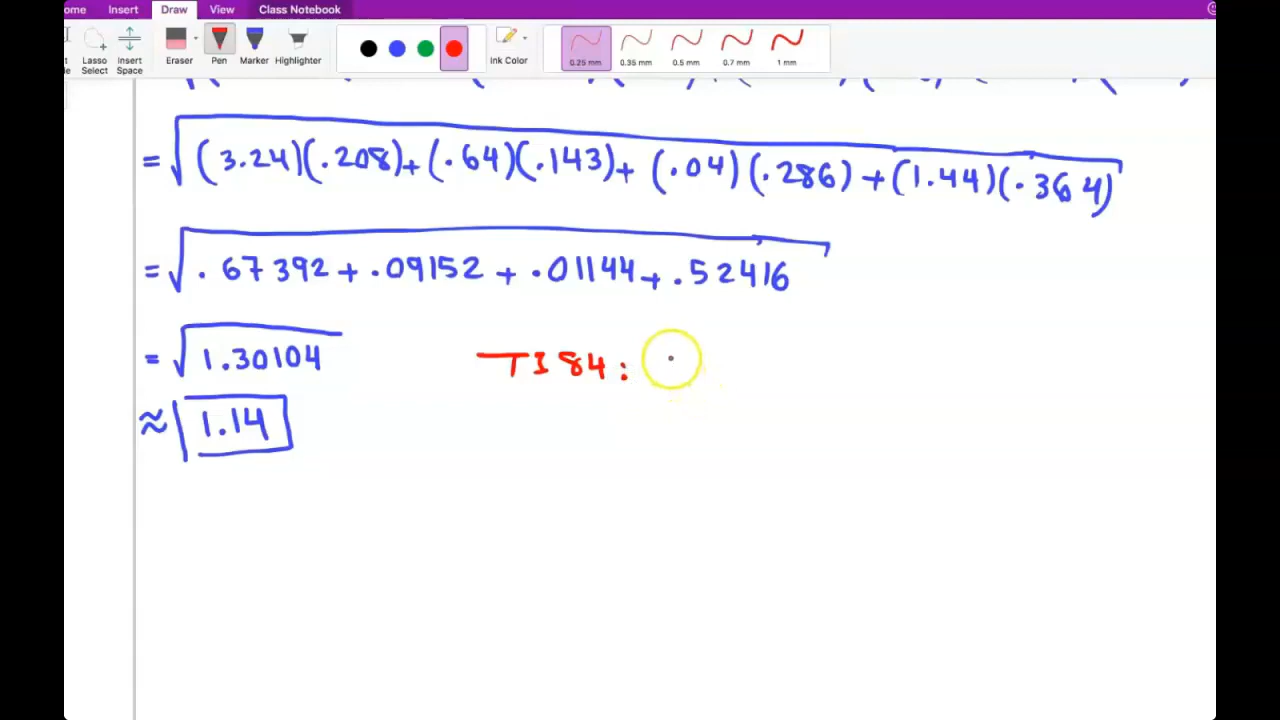 ome Insert Draw View Class Notebook
Lasso Select Insert Space Eraser Pen Marker Highlighter Ink Color 0.25 mm 0.35 mm 0.5 mm 0.7 mm 1 mm
= √(3.24)(.208)+(.64)(.143)+(.04)(.286)+(1.44)(.364)
= √.67392+.09152+.01144+.52416
= √1.30104 TI84:
≈ 1.14